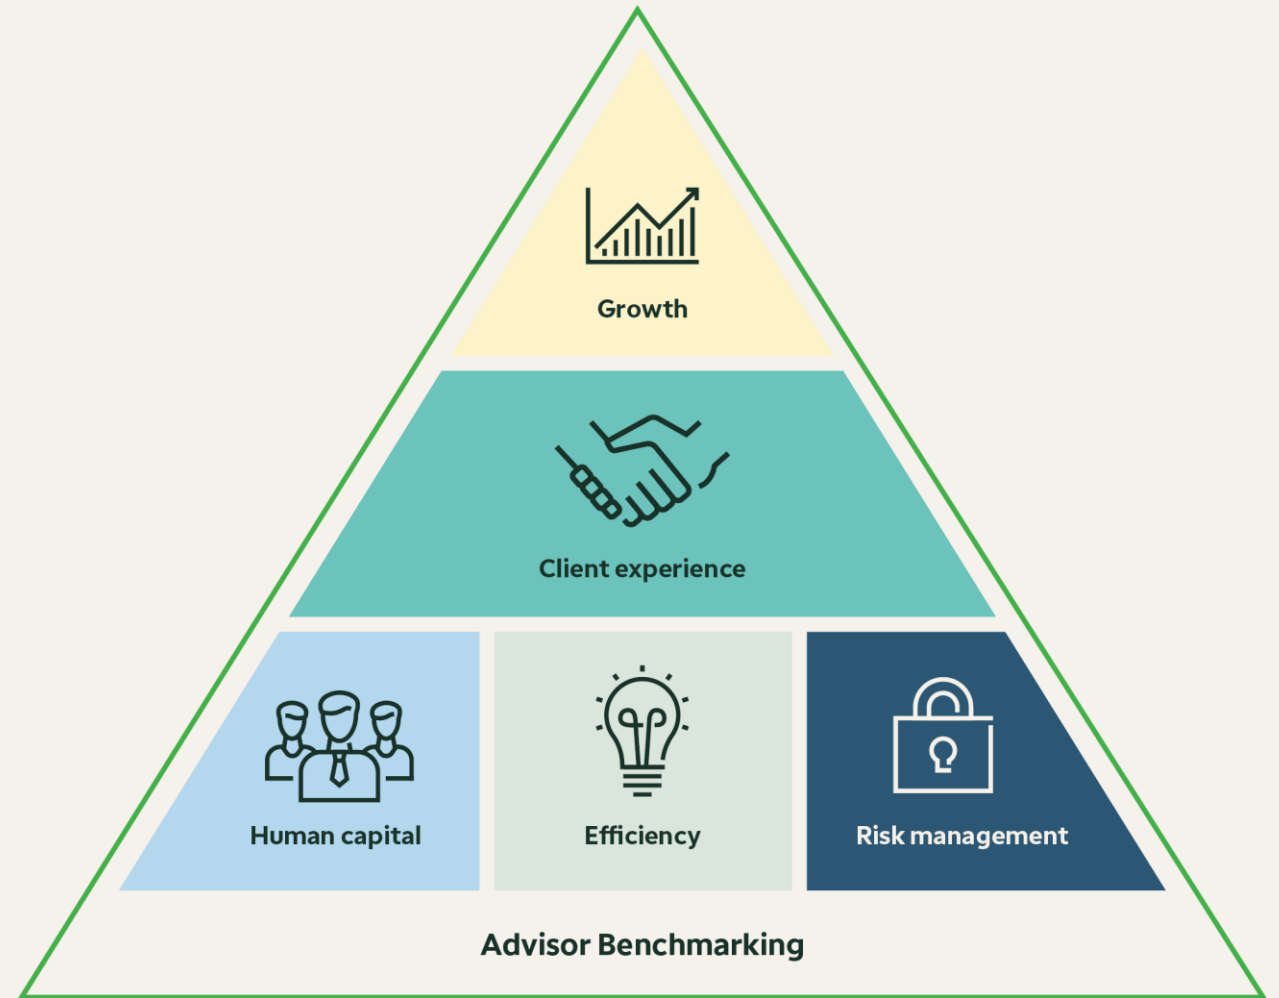 Growth
Client experience
Human capital
Efficiency
Risk management
Advisor Benchmarking